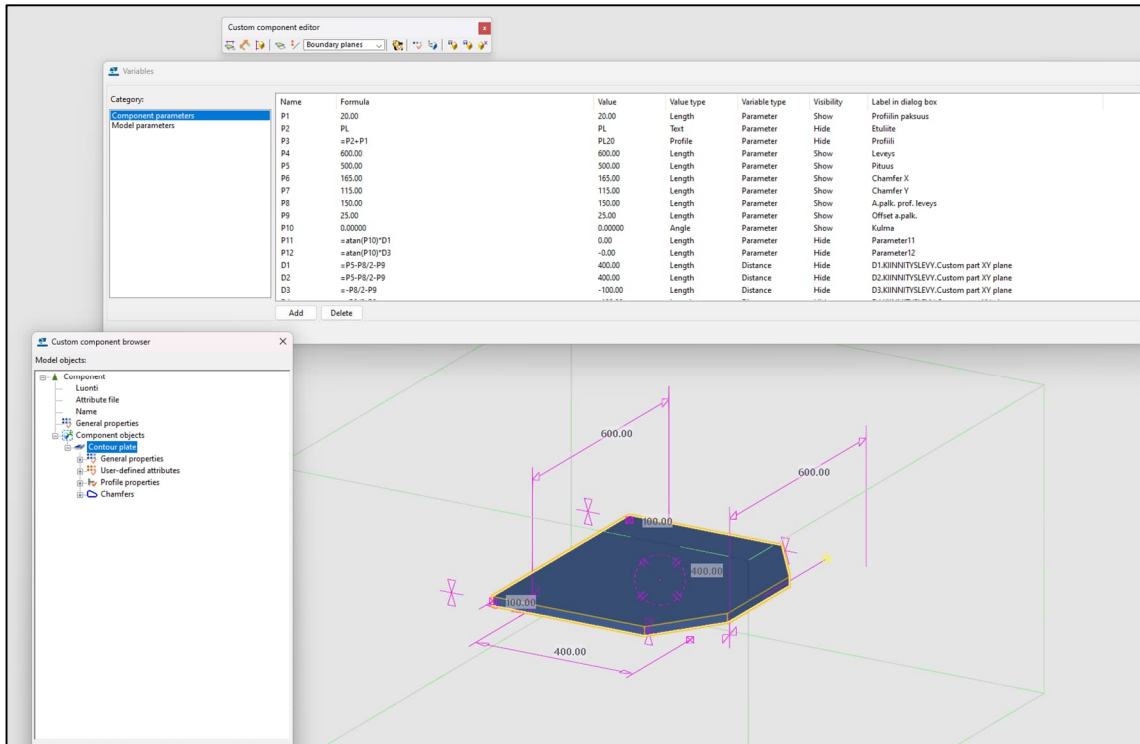 Custom component editor
x
Boundary planes
Variables
Category:
Component parameters
Model parameters
Name Formula Value Value type Variable type Visibility Label in dialog box
P1 20.00 20.00 Length Parameter Show Profiilin paksuus
P2 PL PL Text Parameter Hide Etuliite
P3 =P2+P1 PL20 Profile Parameter Hide Profiili
P4 600.00 600.00 Length Parameter Show Leveys
P5 500.00 500.00 Length Parameter Show Pituus
P6 165.00 165.00 Length Parameter Show Chamfer X
P7 115.00 115.00 Length Parameter Show Chamfer Y
P8 150.00 150.00 Length Parameter Show A.palk. prof. leveys
P9 25.00 25.00 Length Parameter Show Offset a.palk.
P10 0.00000 0.00000 Angle Parameter Show Kulma
P11 =atan(P10)*D1 0.00 Length Parameter Hide Parameter11
P12 =atan(P10)*D3 -0.00 Length Parameter Hide Parameter12
D1 =P5-P8/2-P9 400.00 Length Distance Hide D1.KIINNITYSLEVY.Custom part XY plane
D2 =P5-P8/2-P9 400.00 Length Distance Hide D2.KIINNITYSLEVY.Custom part XY plane
D3 =-P8/2-P9 -100.00 Length Distance Hide D3.KIINNITYSLEVY.Custom part XY plane
Add Delete
Custom component browser
Model objects:
Component
Luonti
Attribute file
Name
General properties
Component objects
Contour plate
General properties
User-defined attributes
Profile properties
Chamfers
600.00
600.00
100.00
400.00
100.00
400.00